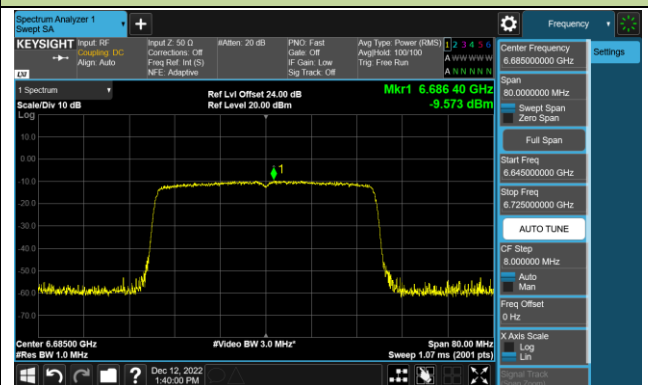 Spectrum Analyzer 1
Swept SA
Frequency
KEYSIGHT
Input: RF
Coupling: DC
Align: Auto
Input Z: 50 Ω
Corrections: Off
Freq Ref: Int (S)
NFE: Adaptive
#Atten: 20 dB
PNO: Fast
Gate: Off
IF Gain: Low
Sig Track: Off
Avg Type: Power (RMS)
Avg|Hold: 100/100
Trig: Free Run
1 2 3 4 5 6
A W W W W W
A N N N N N
LXI
Center Frequency
6.685000000 GHz
Settings
Span
80.0000000 MHz
Swept Span
Zero Span
Full Span
Start Freq
6.645000000 GHz
Stop Freq
6.725000000 GHz
AUTO TUNE
CF Step
8.000000 MHz
Auto
Man
Freq Offset
0 Hz
X Axis Scale
Log
Lin
Signal Track
(Span Zoom)
1 Spectrum
Scale/Div 10 dB
Log
Ref Lvl Offset 24.00 dB
Ref Level 20.00 dBm
Mkr1 6.686 40 GHz
-9.573 dBm
1
10.0
0.00
-10.0
-20.0
-30.0
-40.0
-50.0
-60.0
-70.0
Center 6.68500 GHz
#Res BW 1.0 MHz
#Video BW 3.0 MHz*
Span 80.00 MHz
Sweep 1.07 ms (2001 pts)
?
Dec 12, 2022
1:40:00 PM